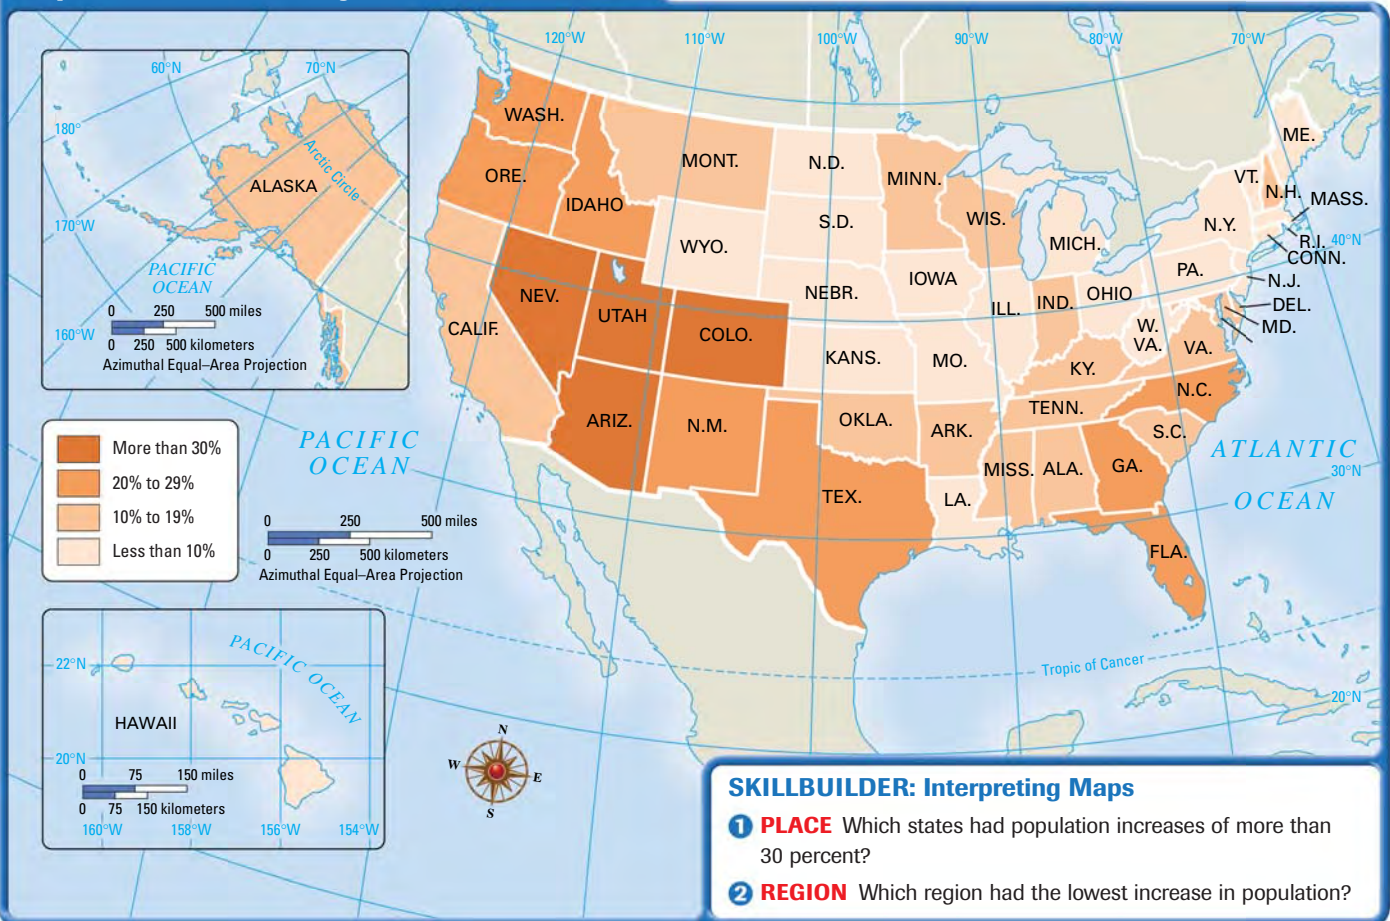 120°W
110°W
100°W
90°W
80°W
70°W
60°N
70°N
180°
170°W
160°W
Arctic Circle
ALASKA
PACIFIC
OCEAN
0 250 500 miles
0 250 500 kilometers
Azimuthal Equal–Area Projection
WASH.
ORE.
IDAHO
MONT.
WYO.
N.D.
S.D.
NEBR.
KANS.
MINN.
IOWA
MO.
WIS.
ILL.
MICH.
IND.
OHIO
KY.
TENN.
W.
VA.
VA.
N.C.
S.C.
GA.
FLA.
ALA.
MISS.
LA.
ARK.
OKLA.
TEX.
N.M.
ARIZ.
COLO.
UTAH
NEV.
CALIF.
PA.
N.Y.
VT.
N.H.
ME.
MASS.
R.I.
CONN.
N.J.
DEL.
MD.
40°N
30°N
20°N
PACIFIC
OCEAN
ATLANTIC
OCEAN
Tropic of Cancer
More than 30%
20% to 29%
10% to 19%
Less than 10%
0 250 500 miles
0 250 500 kilometers
Azimuthal Equal–Area Projection
PACIFIC OCEAN
22°N
20°N
HAWAII
0 75 150 miles
0 75 150 kilometers
160°W 158°W 156°W 154°W
N
W
E
S
SKILLBUILDER: Interpreting Maps
1 PLACE Which states had population increases of more than
30 percent?
2 REGION Which region had the lowest increase in population?